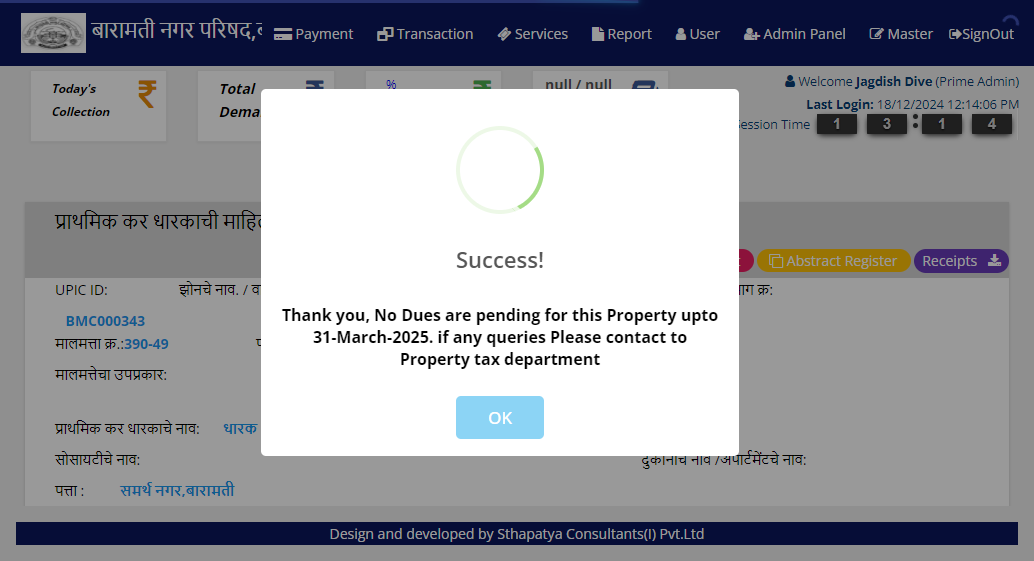 बारामती नगर परिषद,
Payment Transaction Services Report User Admin Panel Master SignOut
Today's
Collection
Total
Dema
%
null / null
Welcome Jagdish Dive (Prime Admin)
Last Login: 18/12/2024 12:14:06 PM
ession Time 1 3 : 1 4
प्राथमिक कर धारकाची
Abstract Register Receipts
UPIC ID: झोनचे नाव. / क्र:
BMC000343
मालमत्ता क्र.:390-49
मालमत्तेचा उपप्रकार:
Success!
Thank you, No Dues are pending for this Property upto
31-March-2025. if any queries Please contact to
Property tax department
OK
प्राथमिक कर धारकाचे नाव: धारक
सोसायटीचे नाव: दुकानाचे नाव /अपार्टमेंटचे नाव:
पत्ता : समर्थ नगर,बारामती
Design and developed by Sthapatya Consultants(I) Pvt.Ltd